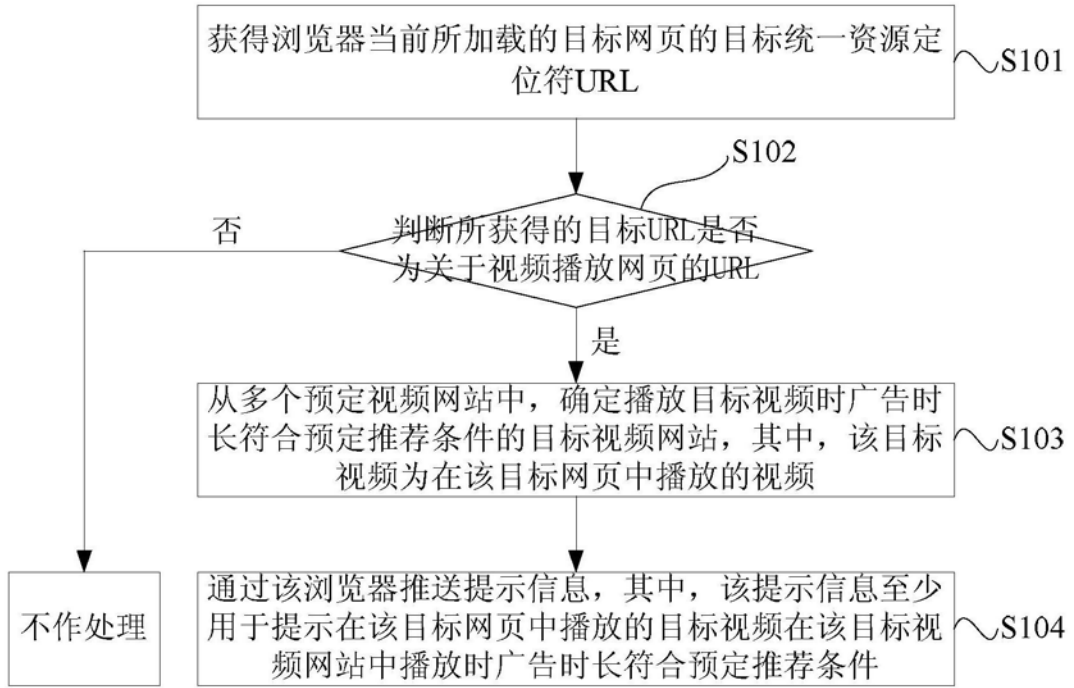 获得浏览器当前所加载的目标网页的目标统一资源定
位符URL
S101
S102
判断所获得的目标URL是否
为关于视频播放网页的URL
否
是
从多个预定视频网站中，确定播放目标视频时广告时
长符合预定推荐条件的目标视频网站，其中，该目标
视频为在该目标网页中播放的视频
S103
不作处理
通过该浏览器推送提示信息，其中，该提示信息至少
用于提示在该目标网页中播放的目标视频在该目标视
频网站中播放时广告时长符合预定推荐条件
S104